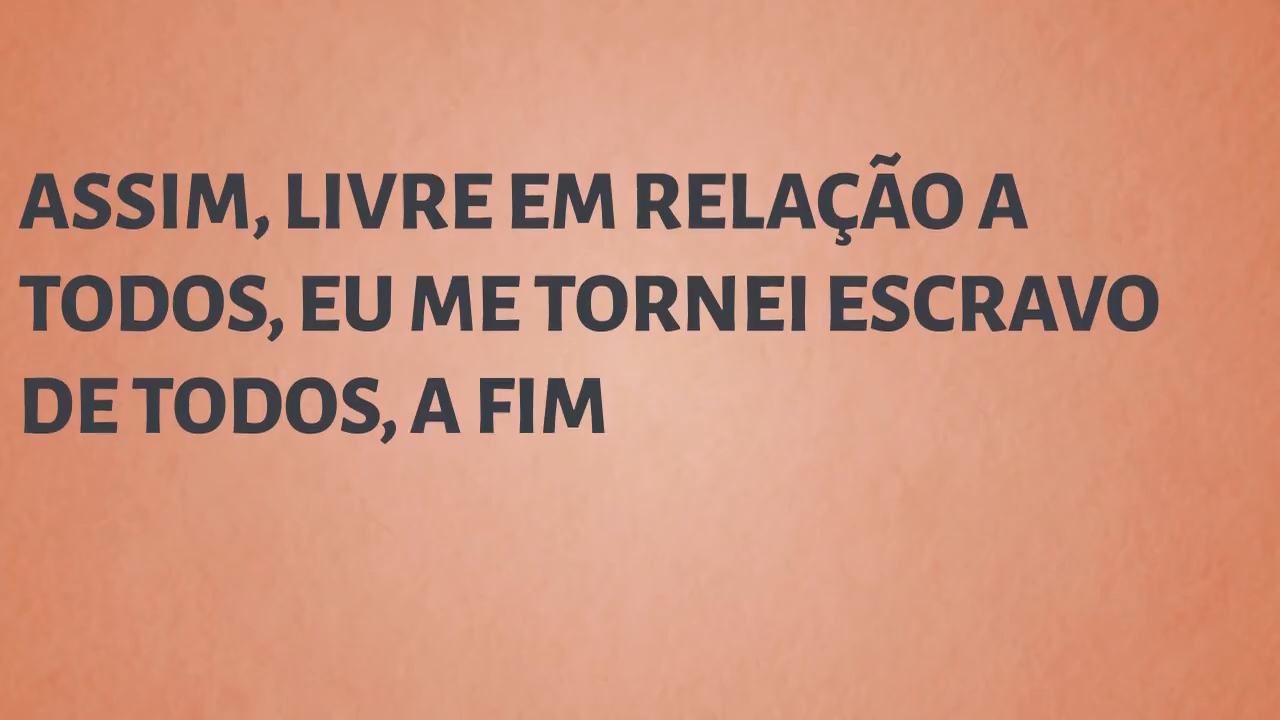 ASSIM, LIVRE EM RELAÇÃO A
TODOS, EU ME TORNEI ESCRAVO
DE TODOS, A FIM